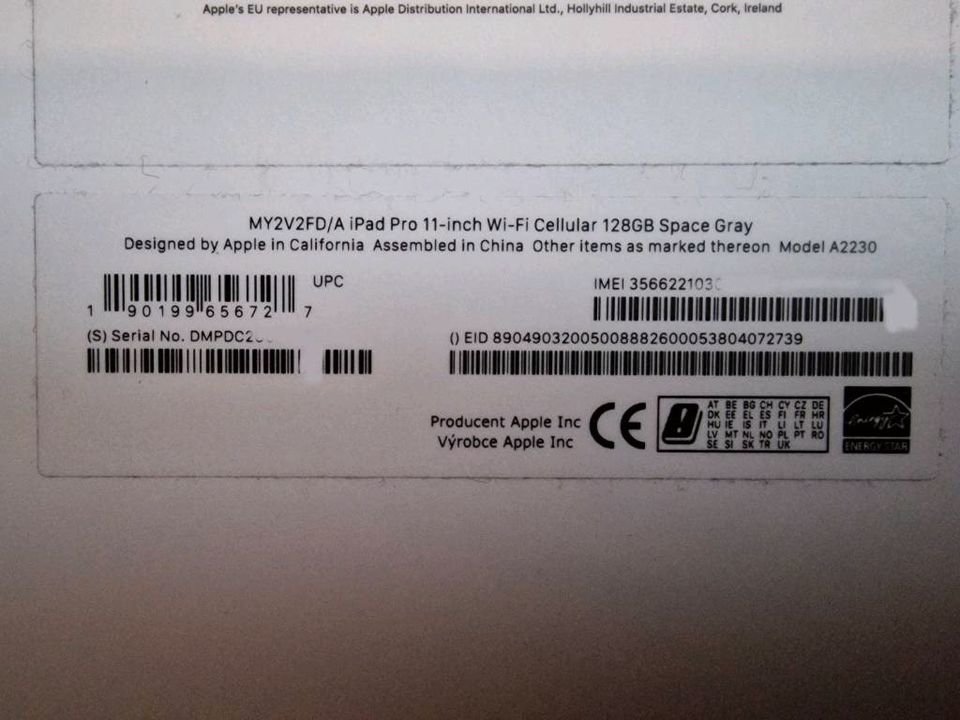 Apple's EU representative is Apple Distribution International Ltd., Hollyhill Industrial Estate, Cork, Ireland
MY2V2FD/A iPad Pro 11-inch Wi-Fi Cellular 128GB Space Gray
Designed by Apple in California Assembled in China Other items as marked thereon Model A2230
UPC
1 90199 65672 7
IMEI 356622103
(S) Serial No. DMPDC2
() EID 89049032005008882600053804072739
Producent Apple Inc
Výrobce Apple Inc
CE
AT BE BG CH CY CZ DE
DK EE EL ES FI FR HR
HU IE IS IT LI LT LU
LV MT NL NO PL PT RO
SE SI SK TR UK
energy
ENERGY STAR